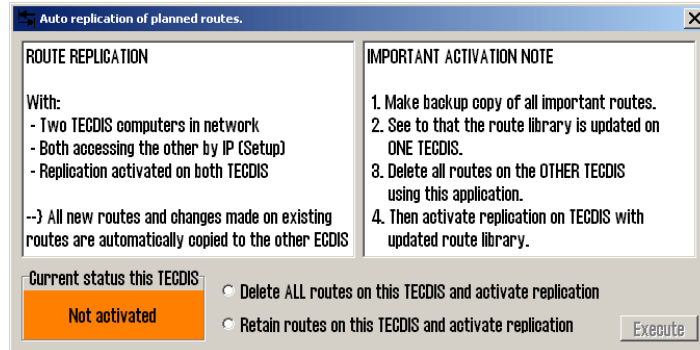 Auto replication of planned routes.
ROUTE REPLICATION
With:
- Two TECDIS computers in network
- Both accessing the other by IP (Setup)
- Replication activated on both TECDIS
--} All new routes and changes made on existing
routes are automatically copied to the other ECDIS
IMPORTANT ACTIVATION NOTE
1. Make backup copy of all important routes.
2. See to that the route library is updated on
ONE TECDIS.
3. Delete all routes on the OTHER TECDIS
using this application.
4. Then activate replication on TECDIS with
updated route library.
Current status this TECDIS
Not activated
Delete ALL routes on this TECDIS and activate replication
Retain routes on this TECDIS and activate replication
Execute